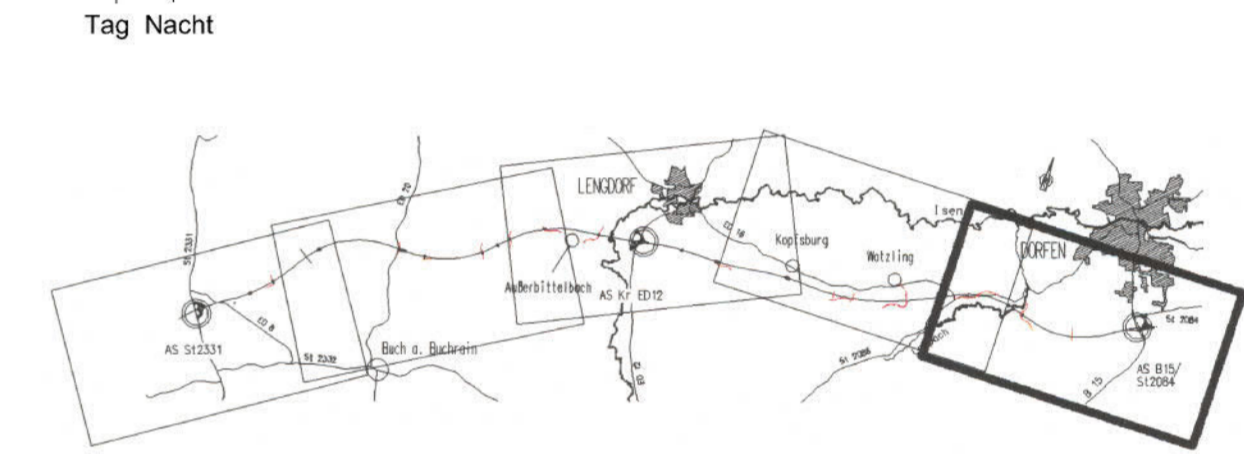 Tag Nacht
LENGDORF
St 2331
ED 20
Isen
ED 16
Kopfsburg
DORFEN
Watzling
Außerbittelbach
AS Kr ED12
St 2084
ED 8
AS St2331
Buch a. Buchrain
St 2332
St 2086
AS B15/
St2084
B 15